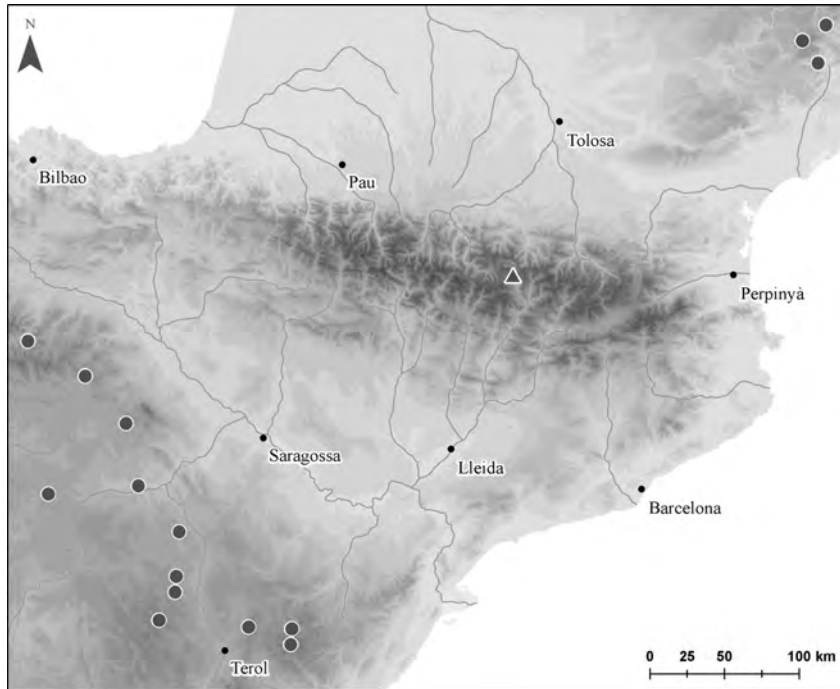 N
Tolosa
Bilbao
Pau
Perpinyà
Saragossa
Lleida
Barcelona
Terol
0 25 50 100 km